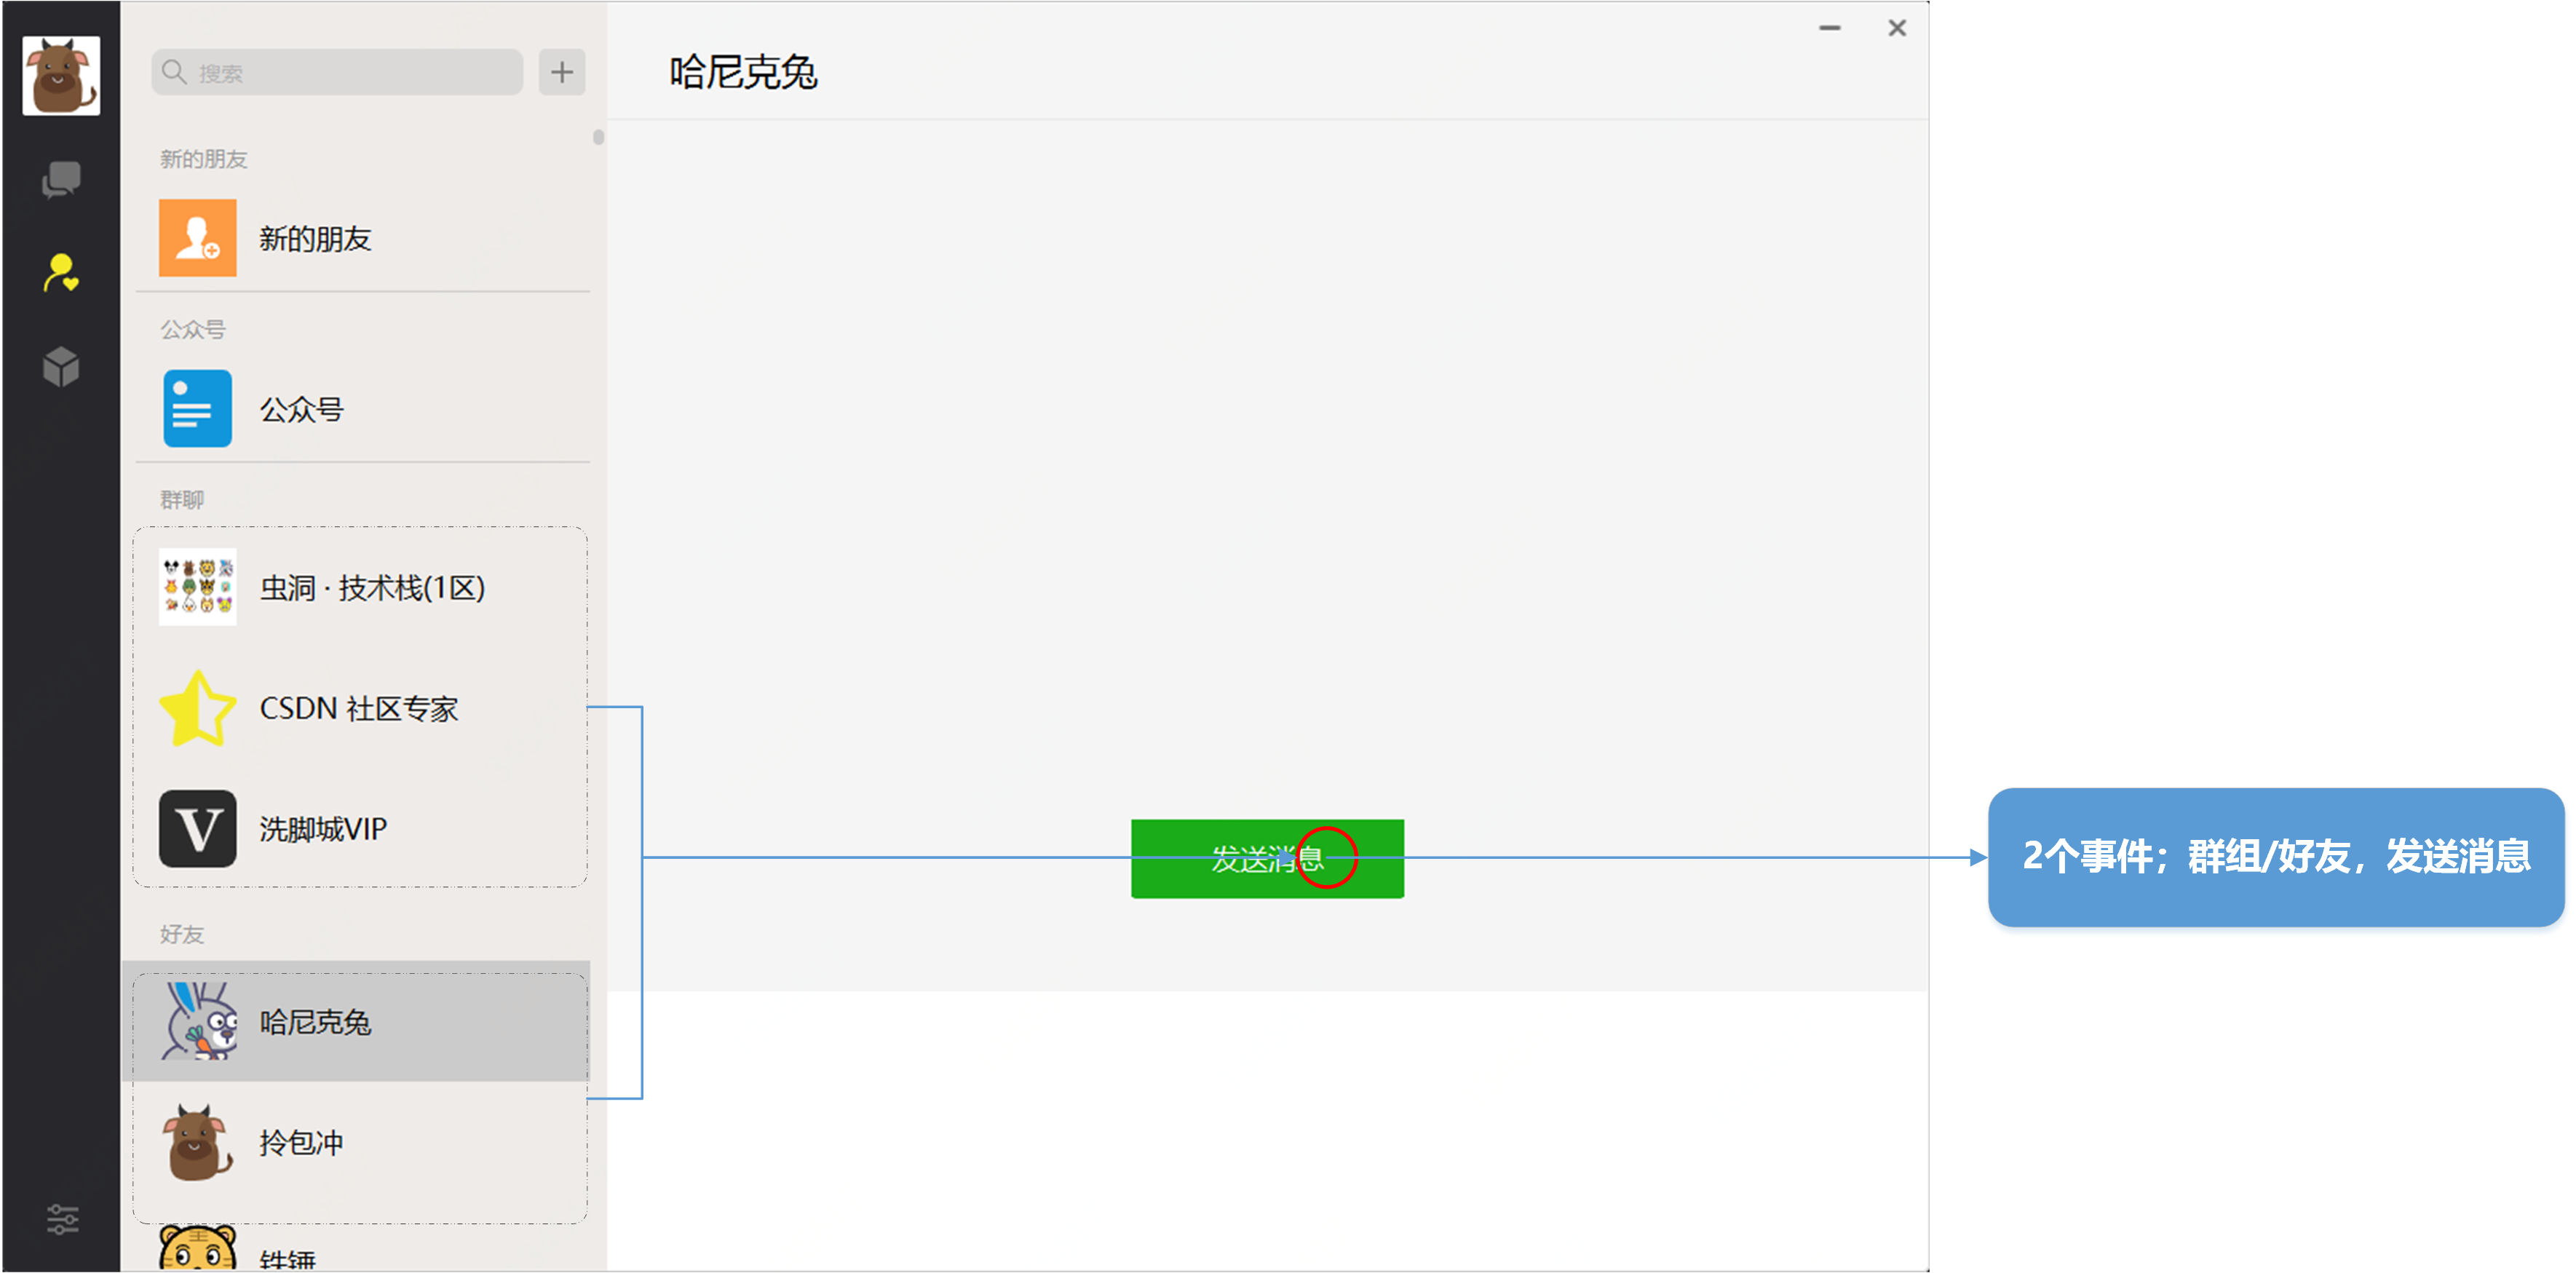 搜索
哈尼克兔
新的朋友
新的朋友
公众号
公众号
群聊
虫洞 · 技术栈(1区)
CSDN 社区专家
V
洗脚城VIP
发送消息
2个事件；群组/好友，发送消息
好友
哈尼克兔
拎包冲
铁锤